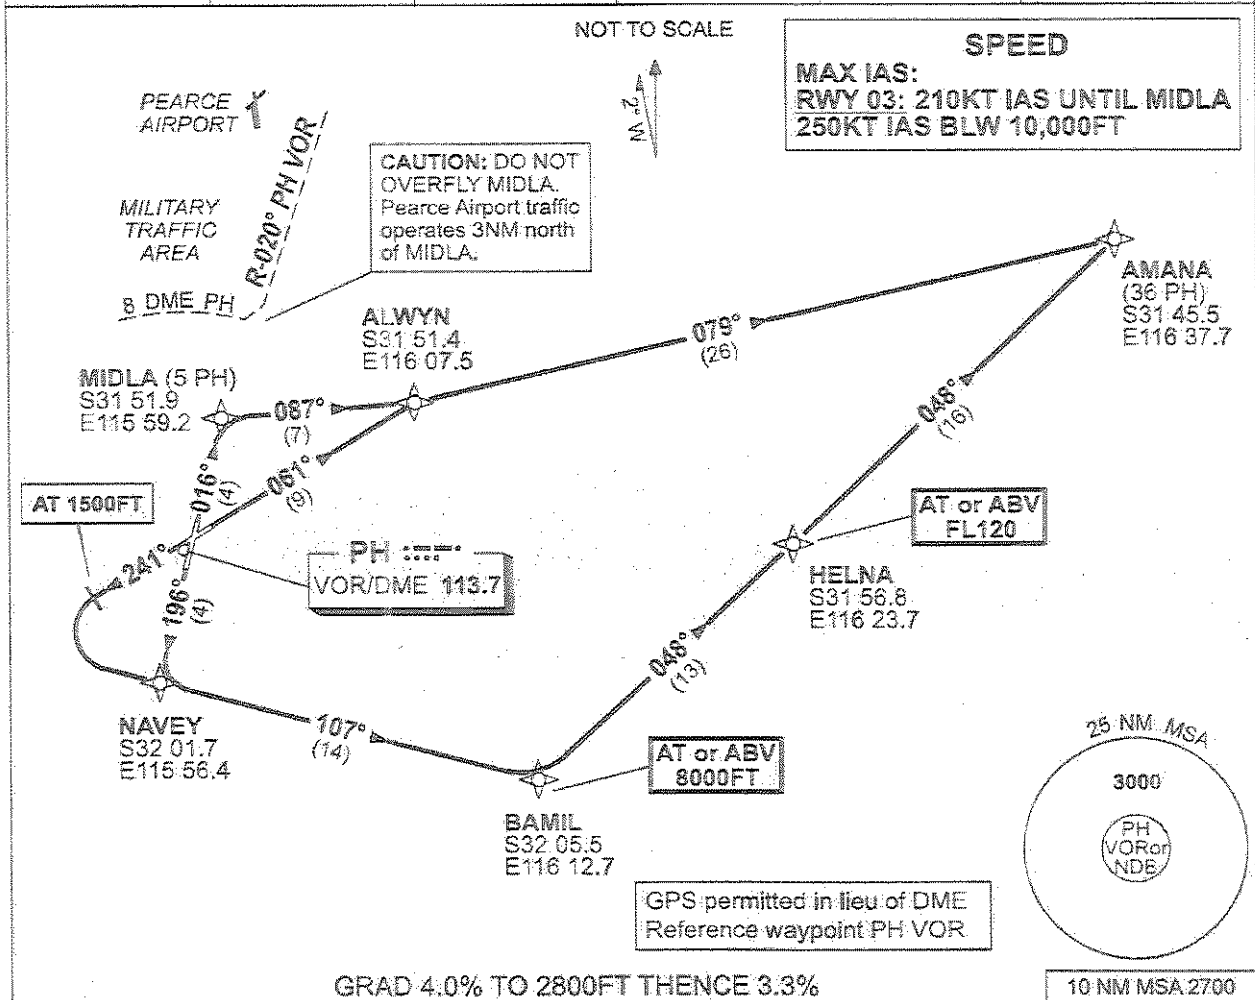 NOT TO SCALE
2° W
SPEED
MAX IAS:
RWY 03: 210KT IAS UNTIL MIDLA
250KT IAS BLW 10,000FT
PEARCE
AIRPORT
MILITARY
TRAFFIC
AREA
R-020° PH VOR
8 DME PH
CAUTION: DO NOT
OVERFLY MIDLA.
Pearce Airport traffic
operates 3NM north
of MIDLA.
AMANA
(36 PH)
S31 45.5
E116 37.7
ALWYN
S31 51.4
E116 07.5
079°
(26)
MIDLA (5 PH)
S31 51.9
E115 59.2
087°
(7)
048°
(16)
061°
(9)
016°
(4)
AT 1500FT
AT or ABV
FL120
241°
PH
VOR/DME 113.7
196°
(4)
HELNA
S31 56.8
E116 23.7
048°
(13)
NAVEY
S32 01.7
E115 56.4
107°
(14)
AT or ABV
8000FT
BAMIL
S32 05.5
E116 12.7
25 NM MSA
3000
PH
VOR or
NDB
GPS permitted in lieu of DME
Reference waypoint PH VOR
GRAD 4.0% TO 2800FT THENCE 3.3%
10 NM MSA 2700